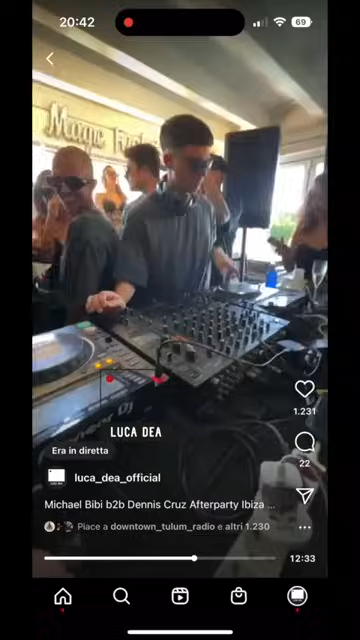 20:42
69
LUCA DEA
Era in diretta
luca_dea_official
Michael Bibi b2b Dennis Cruz Afterparty Ibiza ...
Piace a downtown_tulum_radio e altri 1.230
1.231
22
12:33